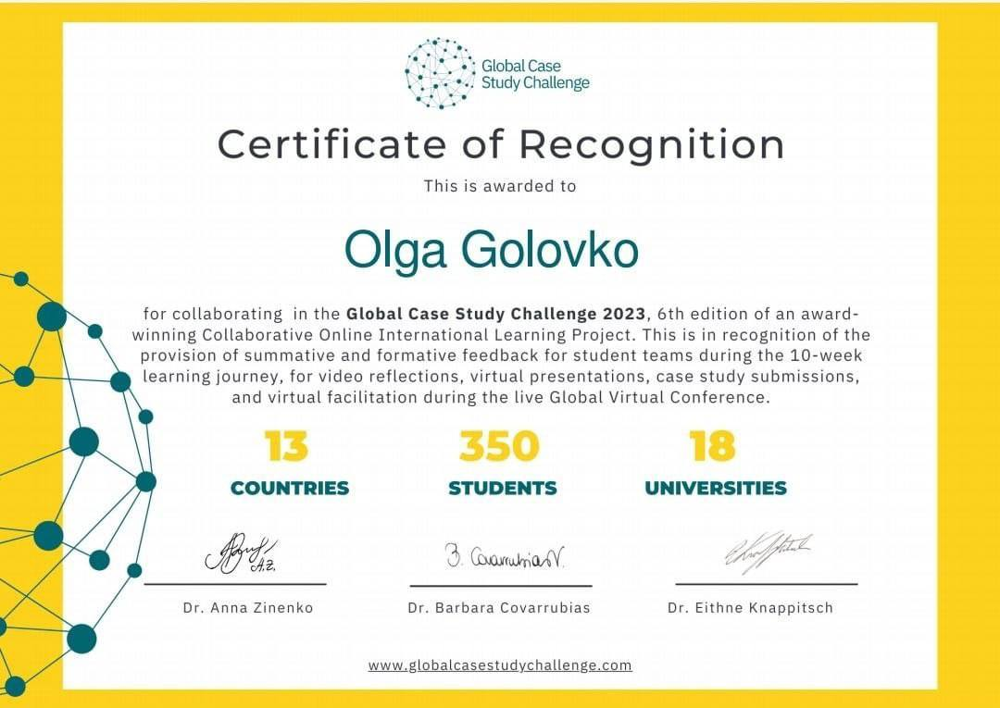 Global Case
Study Challenge
Certificate of Recognition
This is awarded to
Olga Golovko
for collaborating in the Global Case Study Challenge 2023, 6th edition of an award-
winning Collaborative Online International Learning Project. This is in recognition of the
provision of summative and formative feedback for student teams during the 10-week
learning journey, for video reflections, virtual presentations, case study submissions,
and virtual facilitation during the live Global Virtual Conference.
13 350 18
COUNTRIES STUDENTS UNIVERSITIES
A.Z. B. Covarrubias V.
Dr. Anna Zinenko Dr. Barbara Covarrubias Dr. Eithne Knappitsch
www.globalcasestudychallenge.com